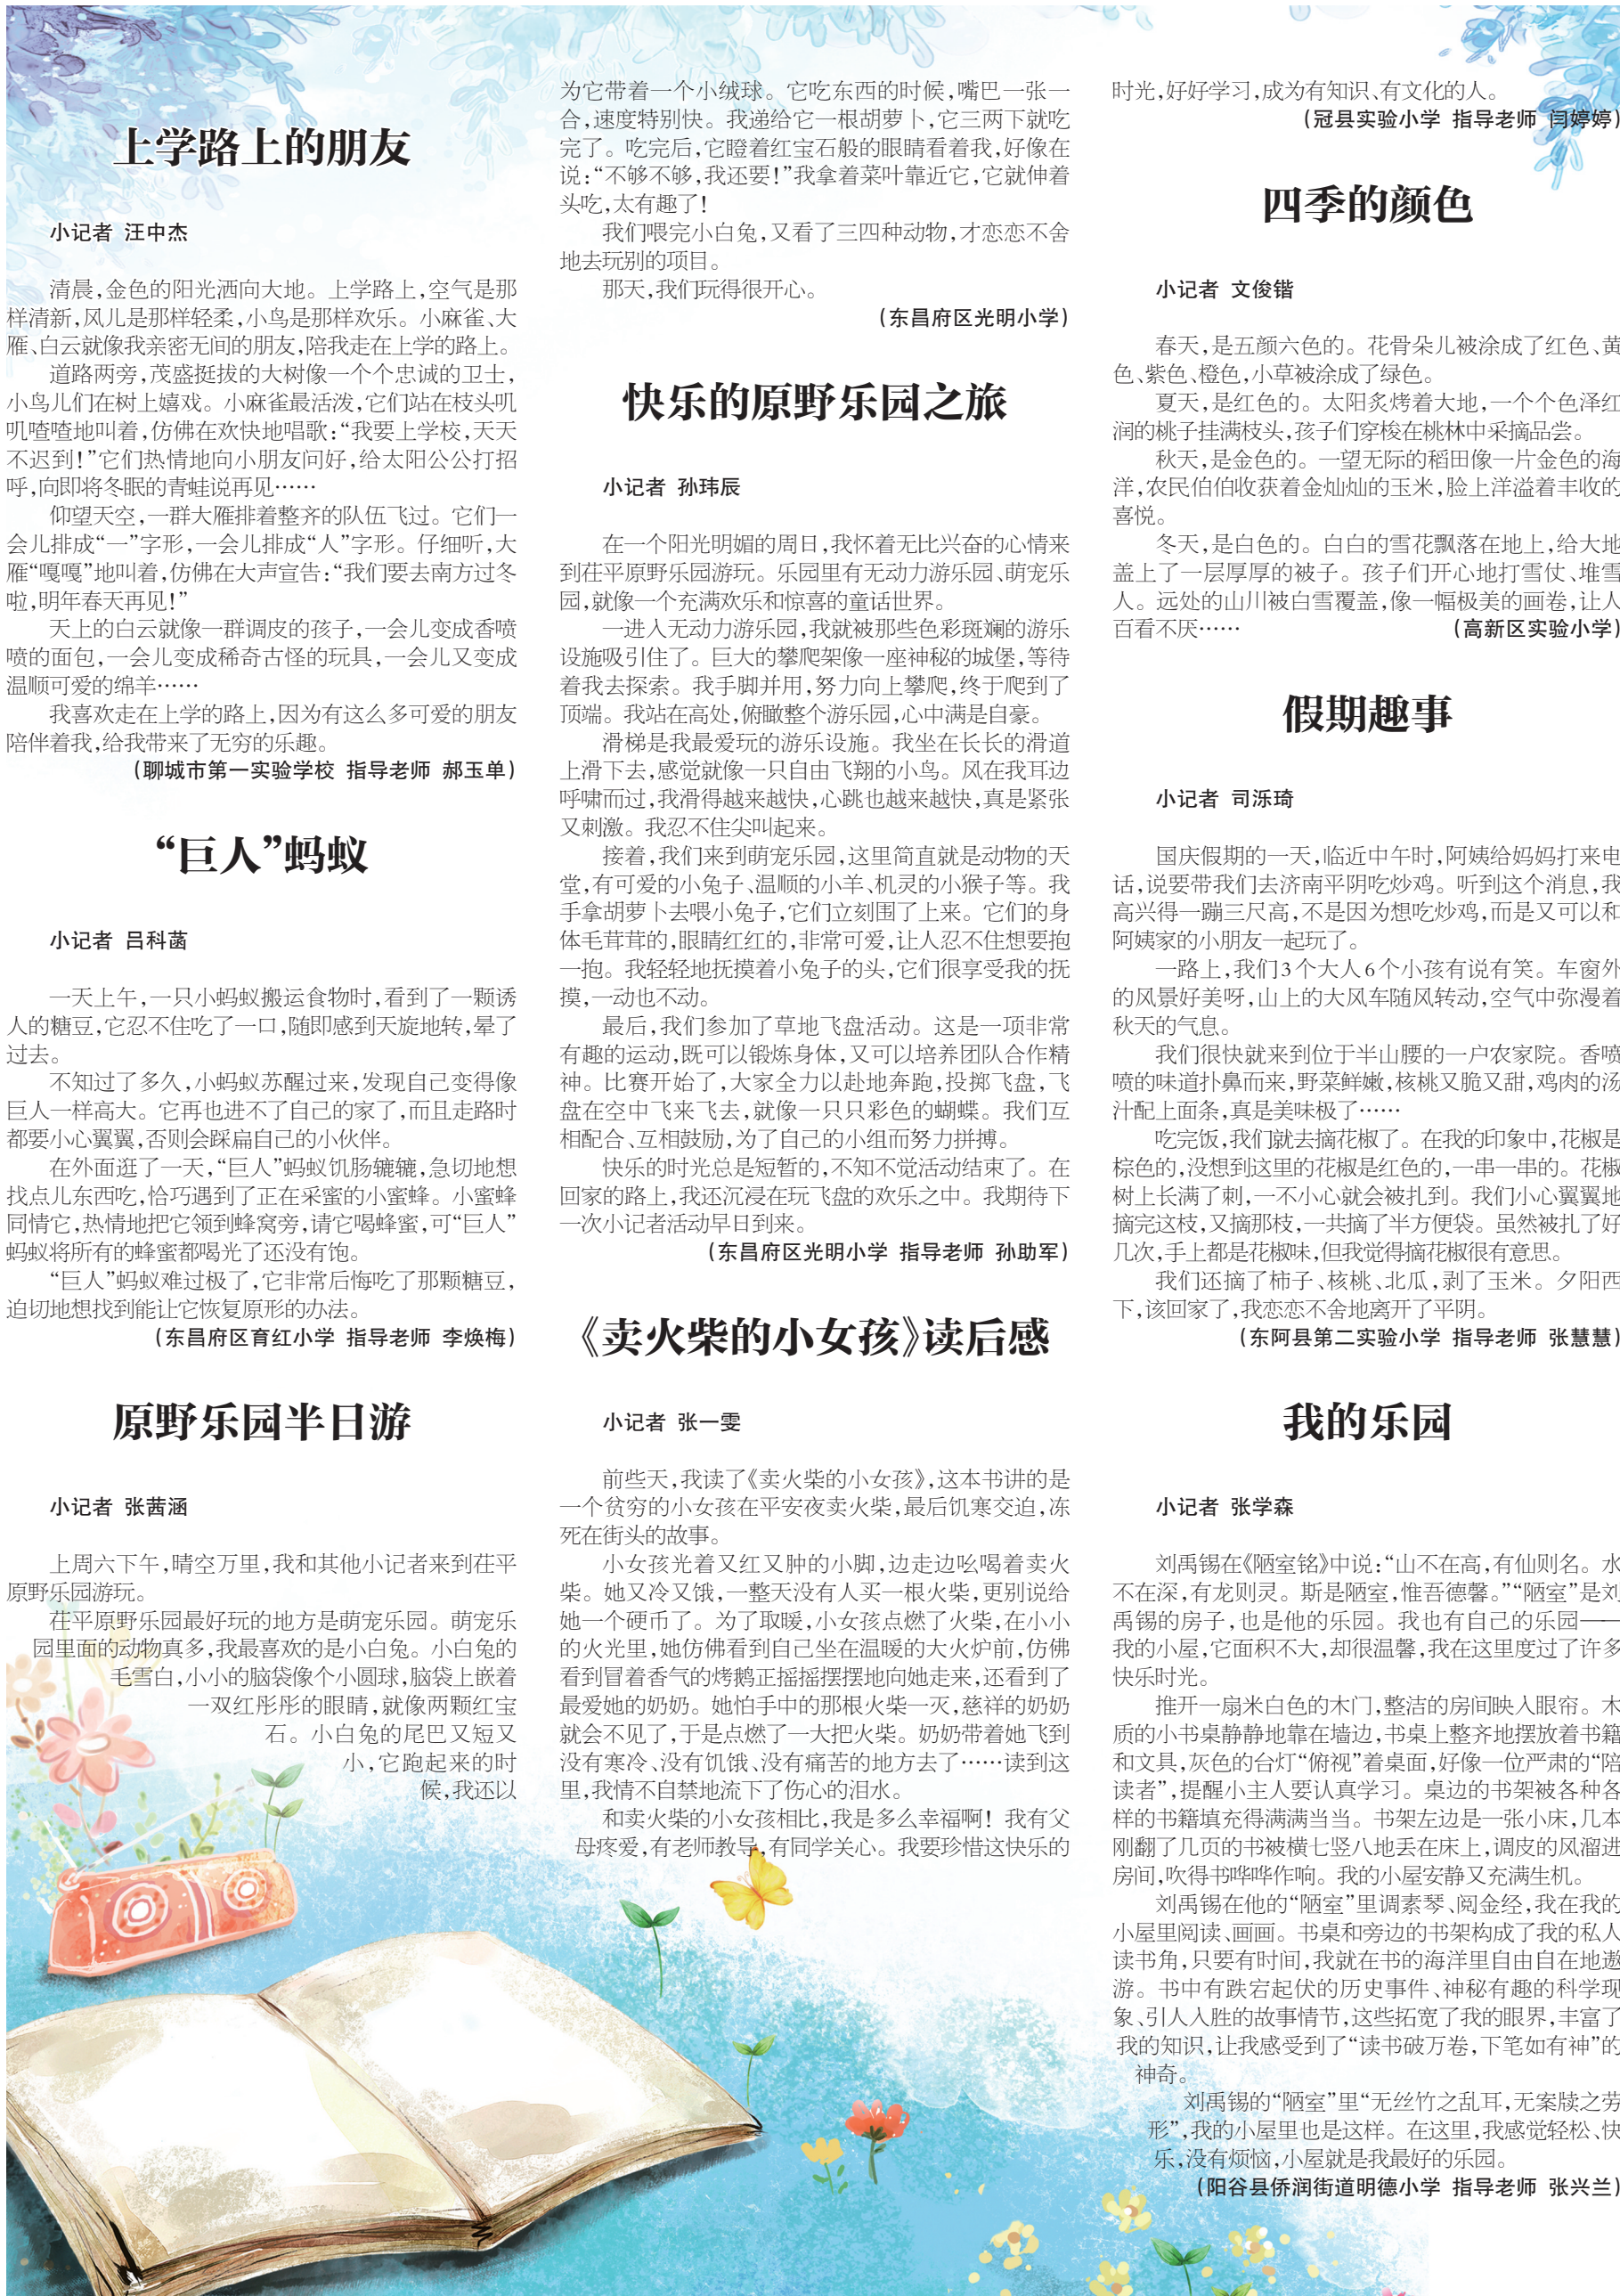 上学路上的朋友
小记者 汪中杰
清晨,金色的阳光洒向大地。上学路上,空气是那
样清新,风儿是那样轻柔,小鸟是那样欢乐。小麻雀、大
雁、白云就像我亲密无间的朋友,陪我走在上学的路上。
道路两旁,茂盛挺拔的大树像一个个忠诚的卫士,
小鸟儿们在树上嬉戏。小麻雀最活泼,它们站在枝头叽
叽喳喳地叫着,仿佛在欢快地唱歌:“我要上学校,天天
不迟到!”它们热情地向小朋友问好,给太阳公公打招
呼,向即将冬眠的青蛙说再见……
仰望天空,一群大雁排着整齐的队伍飞过。它们一
会儿排成“一”字形,一会儿排成“人”字形。仔细听,大
雁“嘎嘎”地叫着,仿佛在大声宣告:“我们要去南方过冬
啦,明年春天再见!”
天上的白云就像一群调皮的孩子,一会儿变成香喷
喷的面包,一会儿变成稀奇古怪的玩具,一会儿又变成
温顺可爱的绵羊……
我喜欢走在上学的路上,因为有这么多可爱的朋友
陪伴着我,给我带来了无穷的乐趣。
(聊城市第一实验学校 指导老师 郝玉单)
“巨人”蚂蚁
小记者 吕科菡
一天上午,一只小蚂蚁搬运食物时,看到了一颗诱
人的糖豆,它忍不住吃了一口,随即感到天旋地转,晕了
过去。
不知过了多久,小蚂蚁苏醒过来,发现自己变得像
巨人一样高大。它再也进不了自己的家了,而且走路时
都要小心翼翼,否则会踩扁自己的小伙伴。
在外面逛了一天,“巨人”蚂蚁饥肠辘辘,急切地想
找点儿东西吃,恰巧遇到了正在采蜜的小蜜蜂。小蜜蜂
同情它,热情地把它领到蜂窝旁,请它喝蜂蜜,可“巨人”
蚂蚁将所有的蜂蜜都喝光了还没有饱。
“巨人”蚂蚁难过极了,它非常后悔吃了那颗糖豆,
迫切地想找到能让它恢复原形的办法。
(东昌府区育红小学 指导老师 李焕梅)
原野乐园半日游
小记者 张茜涵
上周六下午,晴空万里,我和其他小记者来到茌平
原野乐园游玩。
茌平原野乐园最好玩的地方是萌宠乐园。萌宠乐
园里面的动物真多,我最喜欢的是小白兔。小白兔的
毛雪白,小小的脑袋像个小圆球,脑袋上嵌着
一双红彤彤的眼睛,就像两颗红宝
石。小白兔的尾巴又短又
小,它跑起来的时
候,我还以
为它带着一个小绒球。它吃东西的时候,嘴巴一张一
合,速度特别快。我递给它一根胡萝卜,它三两下就吃
完了。吃完后,它瞪着红宝石般的眼睛看着我,好像在
说:“不够不够,我还要!”我拿着菜叶靠近它,它就伸着
头吃,太有趣了!
我们喂完小白兔,又看了三四种动物,才恋恋不舍
地去玩别的项目。
那天,我们玩得很开心。
(东昌府区光明小学)
快乐的原野乐园之旅
小记者 孙玮辰
在一个阳光明媚的周日,我怀着无比兴奋的心情来
到茌平原野乐园游玩。乐园里有无动力游乐园、萌宠乐
园,就像一个充满欢乐和惊喜的童话世界。
一进入无动力游乐园,我就被那些色彩斑斓的游乐
设施吸引住了。巨大的攀爬架像一座神秘的城堡,等待
着我去探索。我手脚并用,努力向上攀爬,终于爬到了
顶端。我站在高处,俯瞰整个游乐园,心中满是自豪。
滑梯是我最爱玩的游乐设施。我坐在长长的滑道
上滑下去,感觉就像一只自由飞翔的小鸟。风在我耳边
呼啸而过,我滑得越来越快,心跳也越来越快,真是紧张
又刺激。我忍不住尖叫起来。
接着,我们来到萌宠乐园,这里简直就是动物的天
堂,有可爱的小兔子、温顺的小羊、机灵的小猴子等。我
手拿胡萝卜去喂小兔子,它们立刻围了上来。它们的身
体毛茸茸的,眼睛红红的,非常可爱,让人忍不住想要抱
一抱。我轻轻地抚摸着小兔子的头,它们很享受我的抚
摸,一动也不动。
最后,我们参加了草地飞盘活动。这是一项非常
有趣的运动,既可以锻炼身体,又可以培养团队合作精
神。比赛开始了,大家全力以赴地奔跑,投掷飞盘,飞
盘在空中飞来飞去,就像一只只彩色的蝴蝶。我们互
相配合、互相鼓励,为了自己的小组而努力拼搏。
快乐的时光总是短暂的,不知不觉活动结束了。在
回家的路上,我还沉浸在玩飞盘的欢乐之中。我期待下
一次小记者活动早日到来。
(东昌府区光明小学 指导老师 孙助军)
《卖火柴的小女孩》读后感
小记者 张一雯
前些天,我读了《卖火柴的小女孩》,这本书讲的是
一个贫穷的小女孩在平安夜卖火柴,最后饥寒交迫,冻
死在街头的故事。
小女孩光着又红又肿的小脚,边走边吆喝着卖火
柴。她又冷又饿,一整天没有人买一根火柴,更别说给
她一个硬币了。为了取暖,小女孩点燃了火柴,在小小
的火光里,她仿佛看到自己坐在温暖的大火炉前,仿佛
看到冒着香气的烤鹅正摇摇摆摆地向她走来,还看到了
最爱她的奶奶。她怕手中的那根火柴一灭,慈祥的奶奶
就会不见了,于是点燃了一大把火柴。奶奶带着她飞到
没有寒冷、没有饥饿、没有痛苦的地方去了……读到这
里,我情不自禁地流下了伤心的泪水。
和卖火柴的小女孩相比,我是多么幸福啊!我有父
母疼爱,有老师教导,有同学关心。我要珍惜这快乐的
时光,好好学习,成为有知识、有文化的人。
(冠县实验小学 指导老师 闫婷婷)
四季的颜色
小记者 文俊锴
春天,是五颜六色的。花骨朵儿被涂成了红色、黄
色、紫色、橙色,小草被涂成了绿色。
夏天,是红色的。太阳炙烤着大地,一个个色泽红
润的桃子挂满枝头,孩子们穿梭在桃林中采摘品尝。
秋天,是金色的。一望无际的稻田像一片金色的海
洋,农民伯伯收获着金灿灿的玉米,脸上洋溢着丰收的
喜悦。
冬天,是白色的。白白的雪花飘落在地上,给大地
盖上了一层厚厚的被子。孩子们开心地打雪仗、堆雪
人。远处的山川被白雪覆盖,像一幅极美的画卷,让人
百看不厌…… (高新区实验小学)
假期趣事
小记者 司泺琦
国庆假期的一天,临近中午时,阿姨给妈妈打来电
话,说要带我们去济南平阴吃炒鸡。听到这个消息,我
高兴得一蹦三尺高,不是因为想吃炒鸡,而是又可以和
阿姨家的小朋友一起玩了。
一路上,我们3个大人6个小孩有说有笑。车窗外
的风景好美呀,山上的大风车随风转动,空气中弥漫着
秋天的气息。
我们很快就来到位于半山腰的一户农家院。香喷
喷的味道扑鼻而来,野菜鲜嫩,核桃又脆又甜,鸡肉的汤
汁配上面条,真是美味极了……
吃完饭,我们就去摘花椒了。在我的印象中,花椒是
棕色的,没想到这里的花椒是红色的,一串一串的。花椒
树上长满了刺,一不小心就会被扎到。我们小心翼翼地
摘完这枝,又摘那枝,一共摘了半方便袋。虽然被扎了好
几次,手上都是花椒味,但我觉得摘花椒很有意思。
我们还摘了柿子、核桃、北瓜,剥了玉米。夕阳西
下,该回家了,我恋恋不舍地离开了平阴。
(东阿县第二实验小学 指导老师 张慧慧)
我的乐园
小记者 张学森
刘禹锡在《陋室铭》中说:“山不在高,有仙则名。水
不在深,有龙则灵。斯是陋室,惟吾德馨。”“陋室”是刘
禹锡的房子,也是他的乐园。我也有自己的乐园——
我的小屋,它面积不大,却很温馨,我在这里度过了许多
快乐时光。
推开一扇米白色的木门,整洁的房间映入眼帘。木
质的小书桌静静地靠在墙边,书桌上整齐地摆放着书籍
和文具,灰色的台灯“俯视”着桌面,好像一位严肃的“陪
读者”,提醒小主人要认真学习。桌边的书架被各种各
样的书籍填充得满满当当。书架左边是一张小床,几本
刚翻了几页的书被横七竖八地丢在床上,调皮的风溜进
房间,吹得书哗哗作响。我的小屋安静又充满生机。
刘禹锡在他的“陋室”里调素琴、阅金经,我在我的
小屋里阅读、画画。书桌和旁边的书架构成了我的私人
读书角,只要有时间,我就在书的海洋里自由自在地遨
游。书中有跌宕起伏的历史事件、神秘有趣的科学现
象、引人入胜的故事情节,这些拓宽了我的眼界,丰富了
我的知识,让我感受到了“读书破万卷,下笔如有神”的
神奇。
刘禹锡的“陋室”里“无丝竹之乱耳,无案牍之劳
形”,我的小屋里也是这样。在这里,我感觉轻松、快
乐,没有烦恼,小屋就是我最好的乐园。
(阳谷县侨润街道明德小学 指导老师 张兴兰)